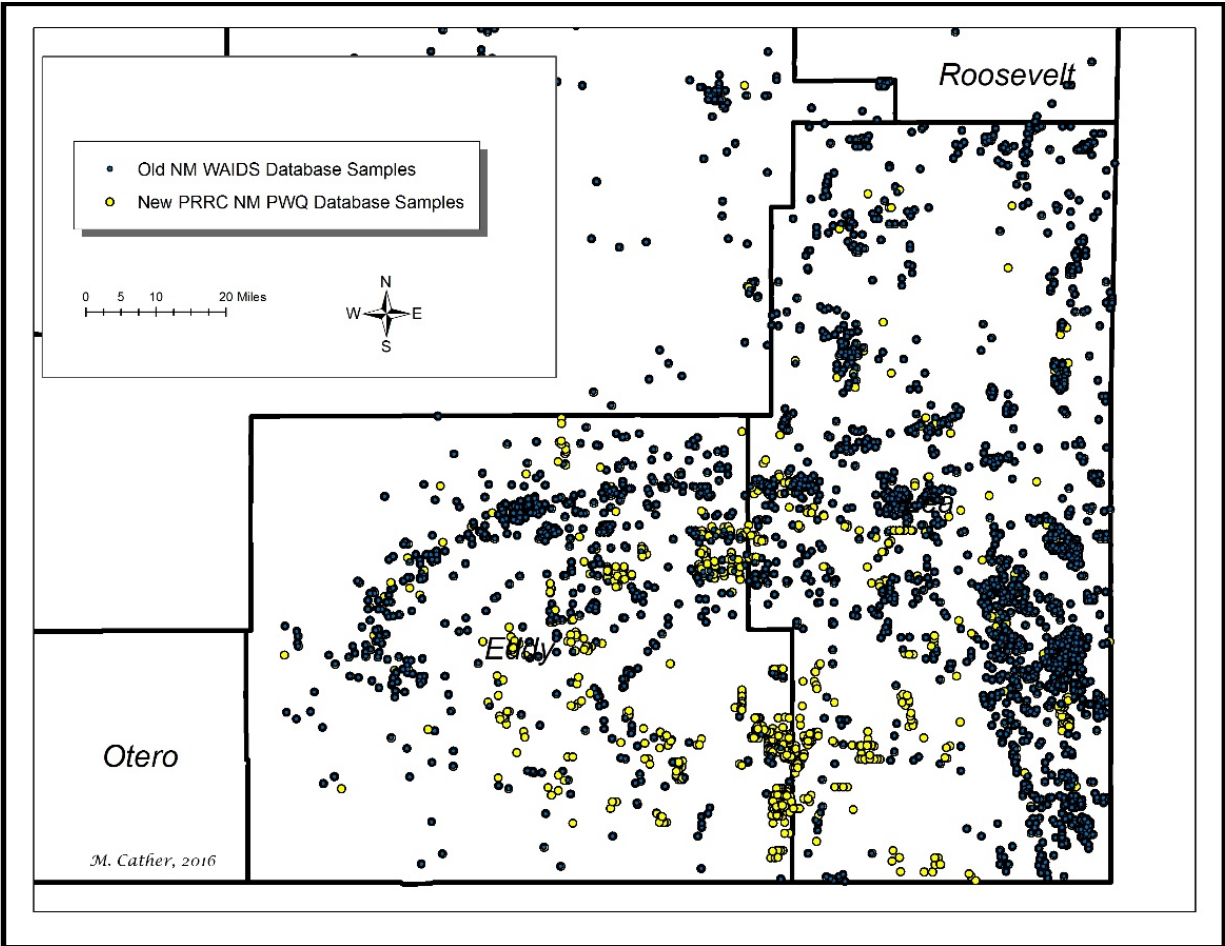 Roosevelt
Old NM WAIDS Database Samples
New PRRC NM PWQ Database Samples
0 5 10 20 Miles
N
W E
S
Eddy
Otero
M. Cather, 2016